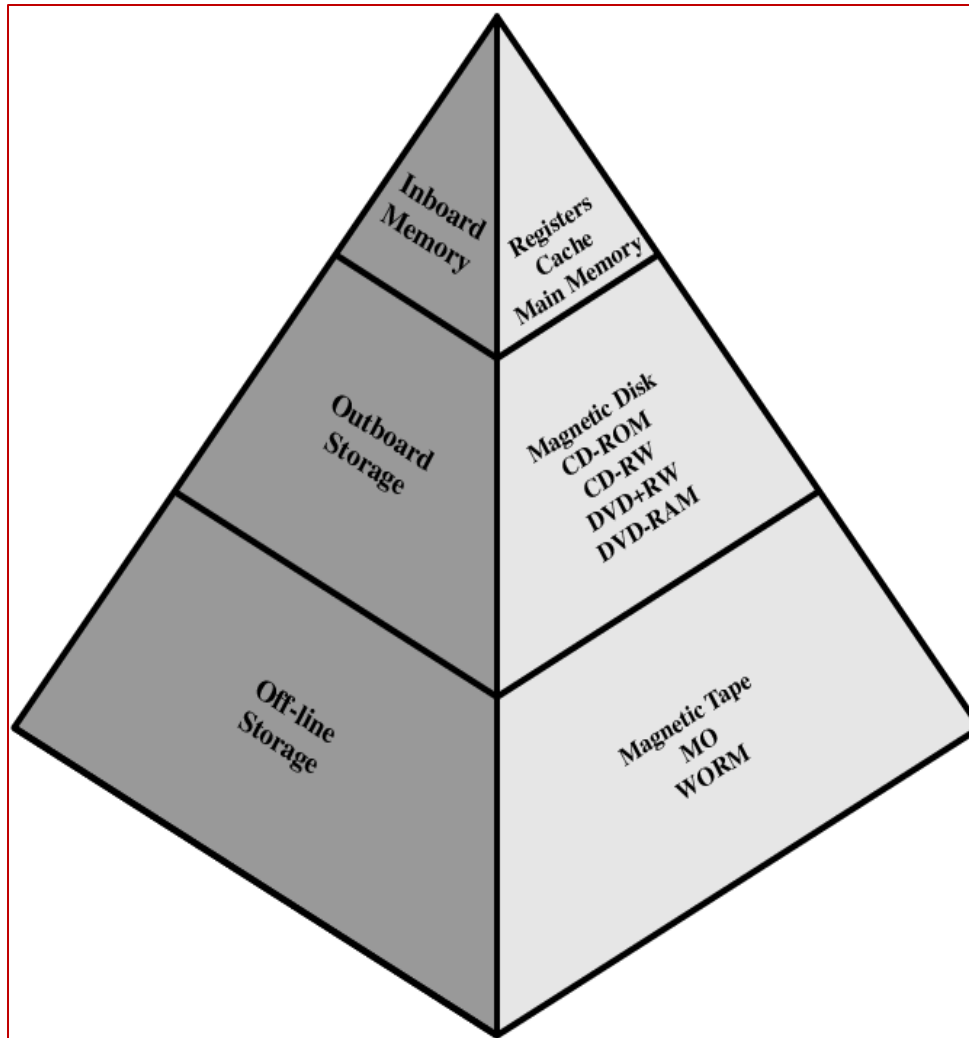 Inboard
Memory
Registers
Cache
Main Memory
Outboard
Storage
Magnetic Disk
CD-ROM
CD-RW
DVD+RW
DVD-RAM
Off-line
Storage
Magnetic Tape
MO
WORM